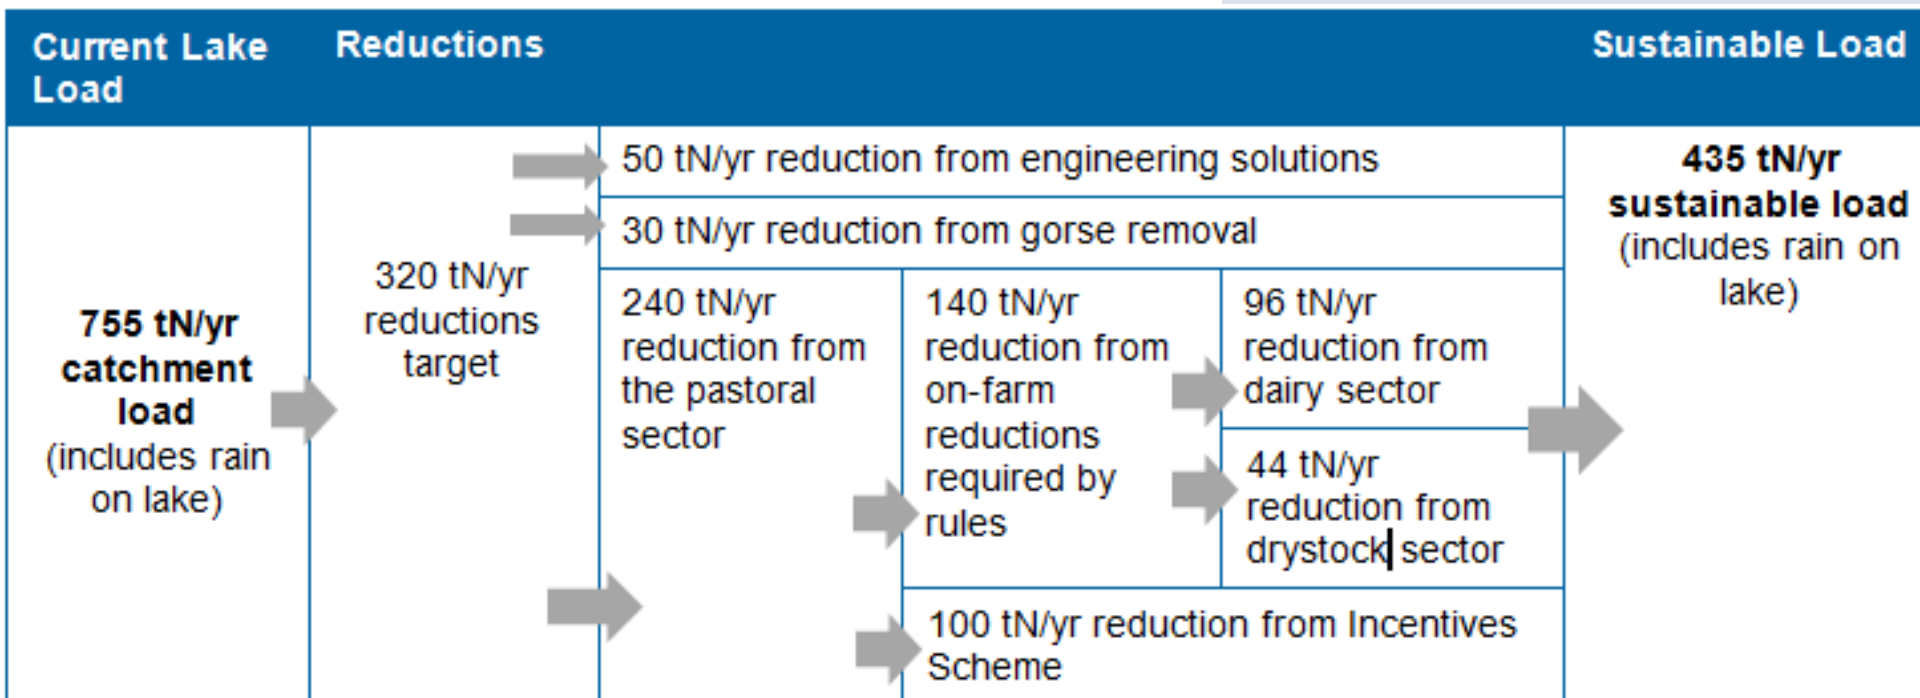 Current Lake
Load
Reductions
Sustainable Load
755 tN/yr
catchment
load
(includes rain
on lake)
320 tN/yr
reductions
target
50 tN/yr reduction from engineering solutions
30 tN/yr reduction from gorse removal
240 tN/yr
reduction from
the pastoral
sector
140 tN/yr
reduction from
on-farm
reductions
required by
rules
96 tN/yr
reduction from
dairy sector
44 tN/yr
reduction from
drystock sector
100 tN/yr reduction from Incentives
Scheme
435 tN/yr
sustainable load
(includes rain on
lake)